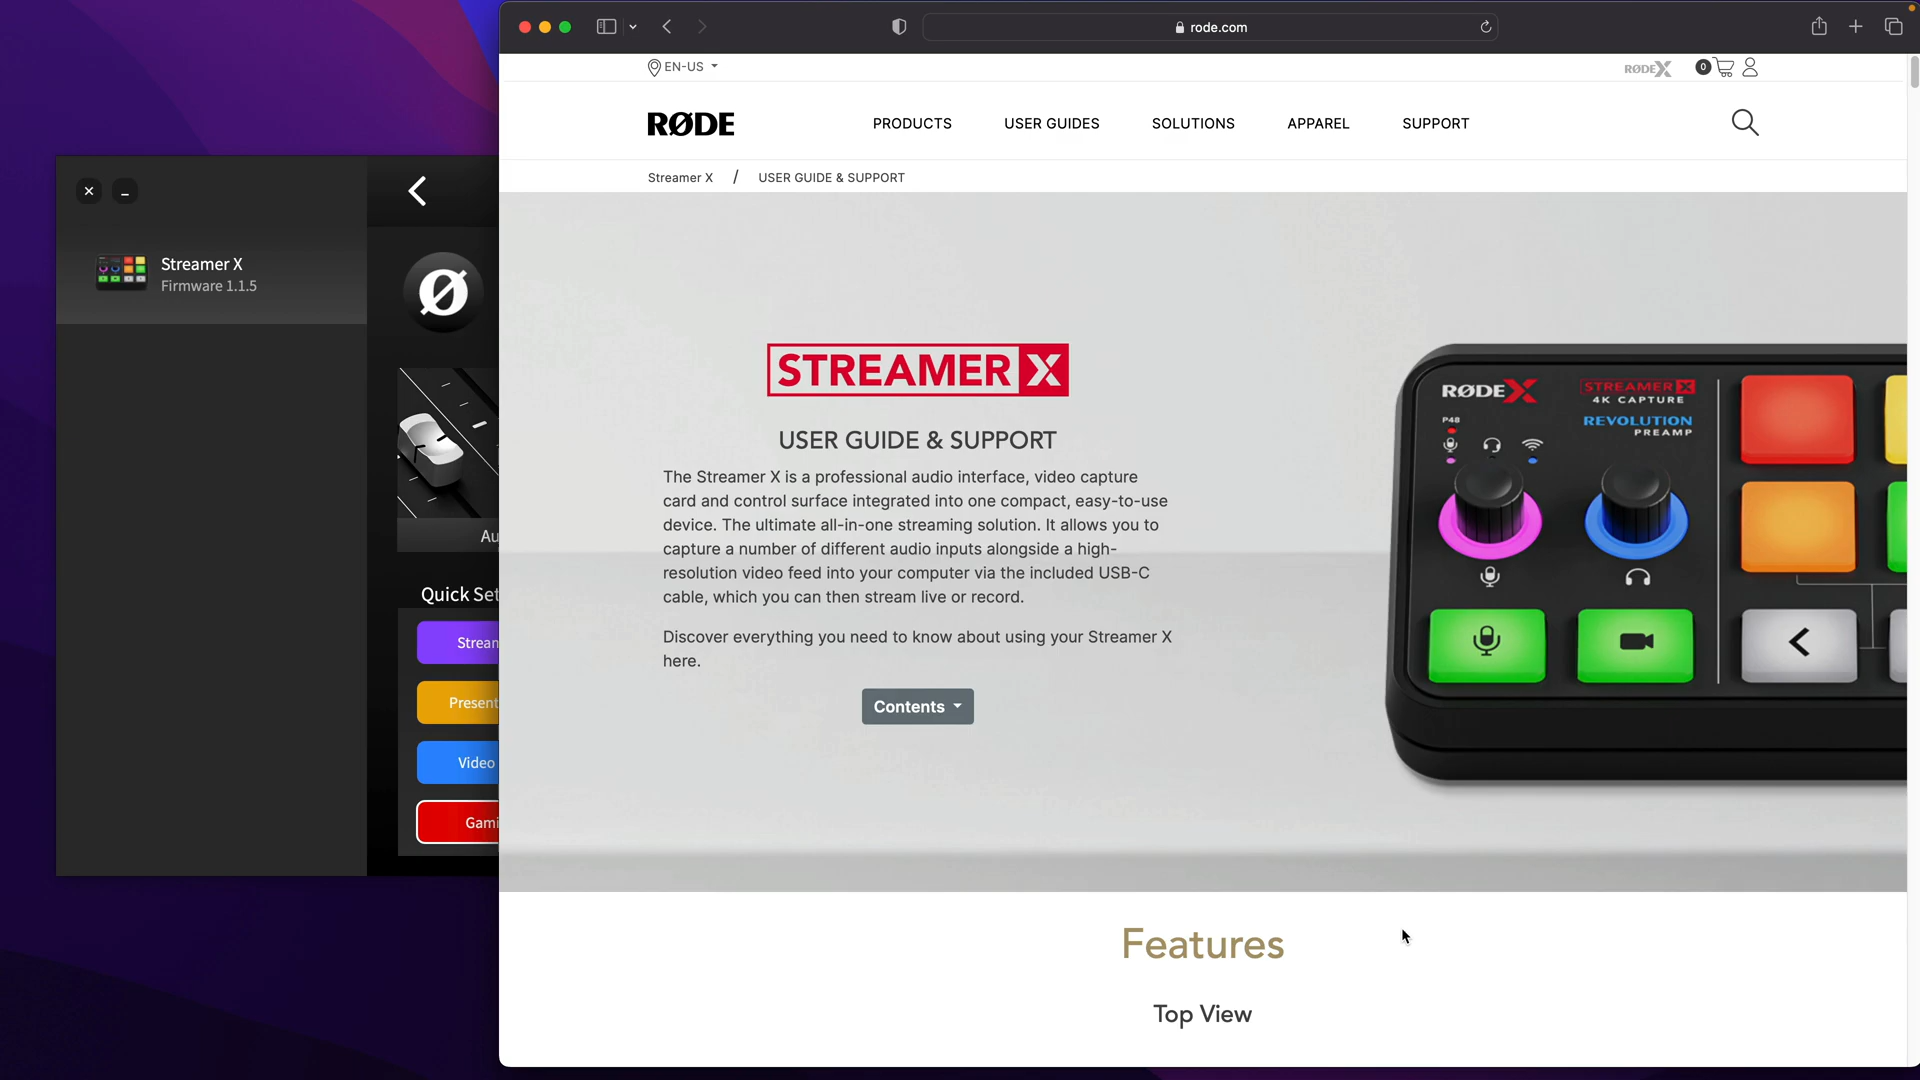 rode.com
EN-US
RØDEX
0
RØDE
PRODUCTS
USER GUIDES
SOLUTIONS
APPAREL
SUPPORT
Streamer X / USER GUIDE & SUPPORT
Streamer X
Firmware 1.1.5
Au
Quick Set
Stream
Present
Video
Gami
STREAMER X
USER GUIDE & SUPPORT
The Streamer X is a professional audio interface, video capture
card and control surface integrated into one compact, easy-to-use
device. The ultimate all-in-one streaming solution. It allows you to
capture a number of different audio inputs alongside a high-
resolution video feed into your computer via the included USB-C
cable, which you can then stream live or record.
Discover everything you need to know about using your Streamer X
here.
Contents
RØDEX
STREAMER X
4K CAPTURE
P48
REVOLUTION
PREAMP
Features
Top View